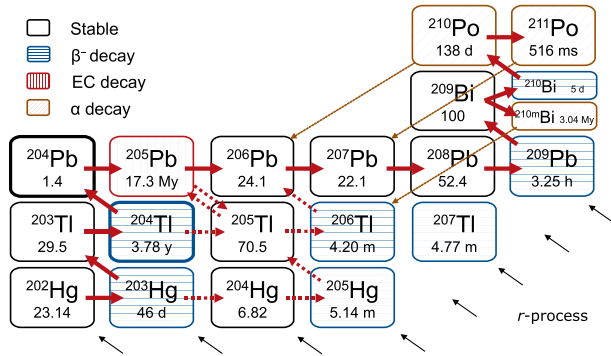 Stable
β⁻ decay
EC decay
α decay
²¹⁰Po
138 d
²¹¹Po
516 ms
²⁰⁹Bi
100
²¹⁰Bi 5 d
²¹⁰ᵐBi 3.04 My
²⁰⁴Pb
1.4
²⁰⁵Pb
17.3 My
²⁰⁶Pb
24.1
²⁰⁷Pb
22.1
²⁰⁸Pb
52.4
²⁰⁹Pb
3.25 h
²⁰³Tl
29.5
²⁰⁴Tl
3.78 y
²⁰⁵Tl
70.5
²⁰⁶Tl
4.20 m
²⁰⁷Tl
4.77 m
²⁰²Hg
23.14
²⁰³Hg
46 d
²⁰⁴Hg
6.82
²⁰⁵Hg
5.14 m
r-process